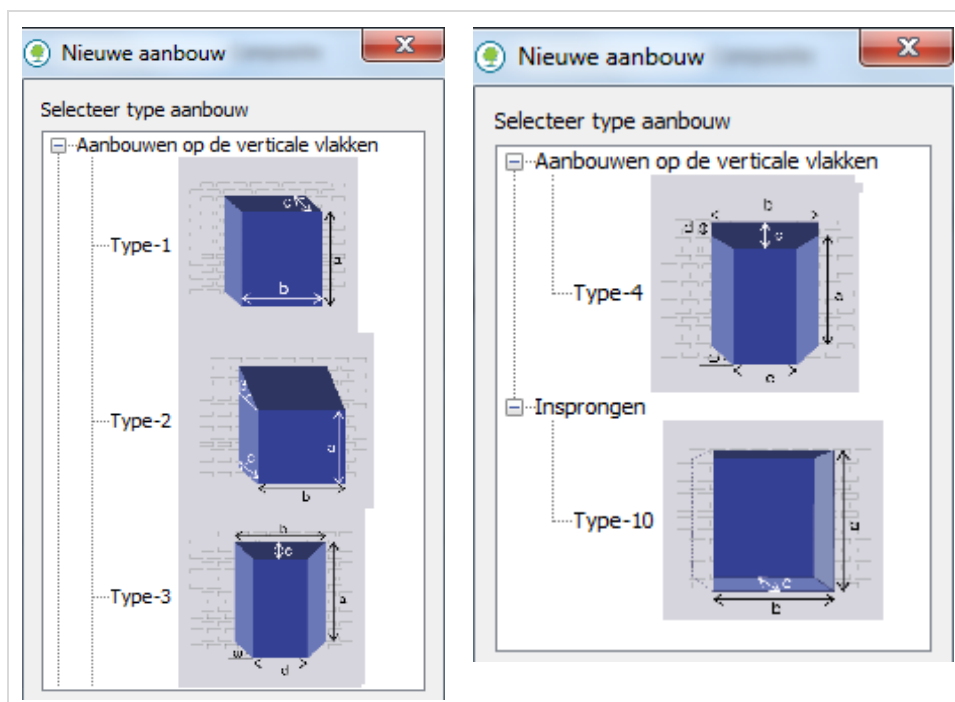 Nieuwe aanbouw
Selecteer type aanbouw
Aanbouwen op de verticale vlakken
c
a
b
Type-1
a
b
Type-2
c
a
d
Type-3
Nieuwe aanbouw
Selecteer type aanbouw
Aanbouwen op de verticale vlakken
b
c
a
Type-4
Insprongen
a
c
b
Type-10